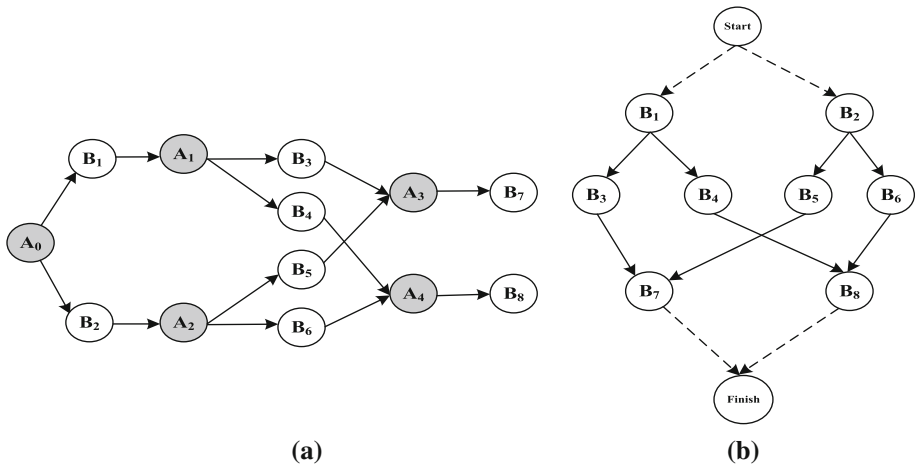 A₀
B₁
B₂
A₁
A₂
B₃
B₄
B₅
B₆
A₃
A₄
B₇
B₈
(a)
Start
B₁
B₂
B₃
B₄
B₅
B₆
B₇
B₈
Finish
(b)